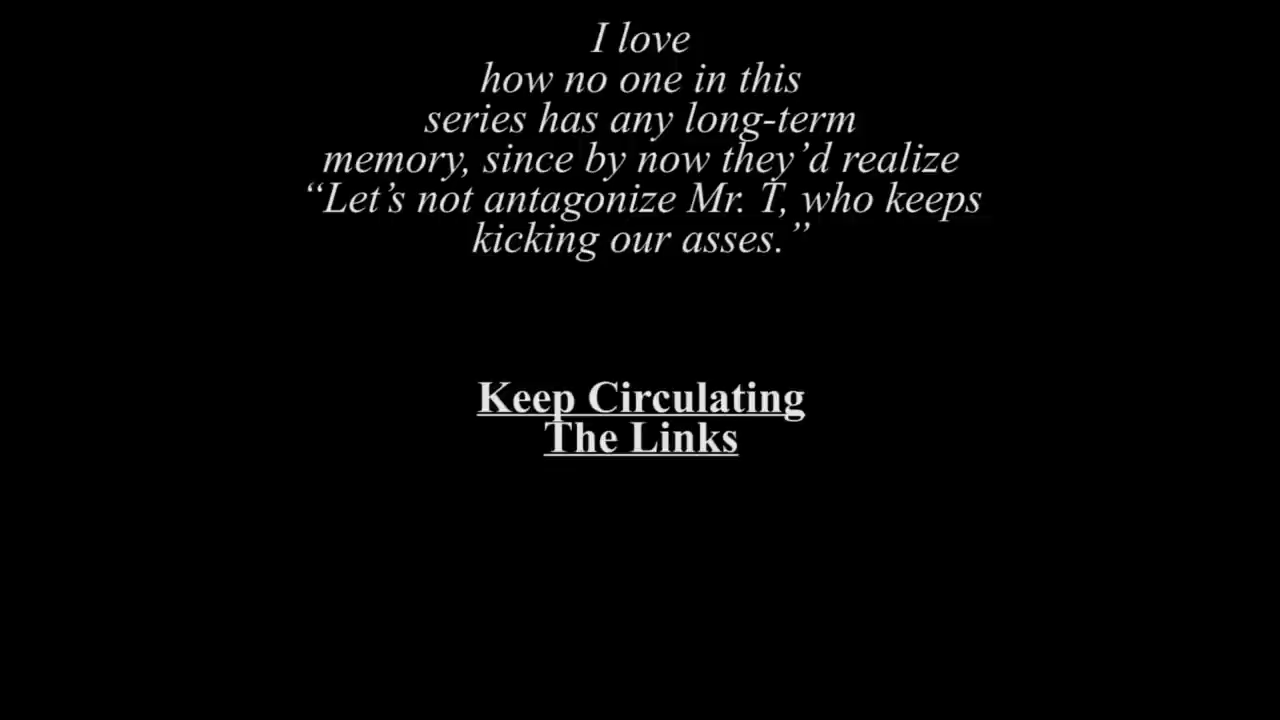 I love
how no one in this
series has any long-term
memory, since by now they’d realize
“Let’s not antagonize Mr. T, who keeps
kicking our asses.”
Keep Circulating
The Links